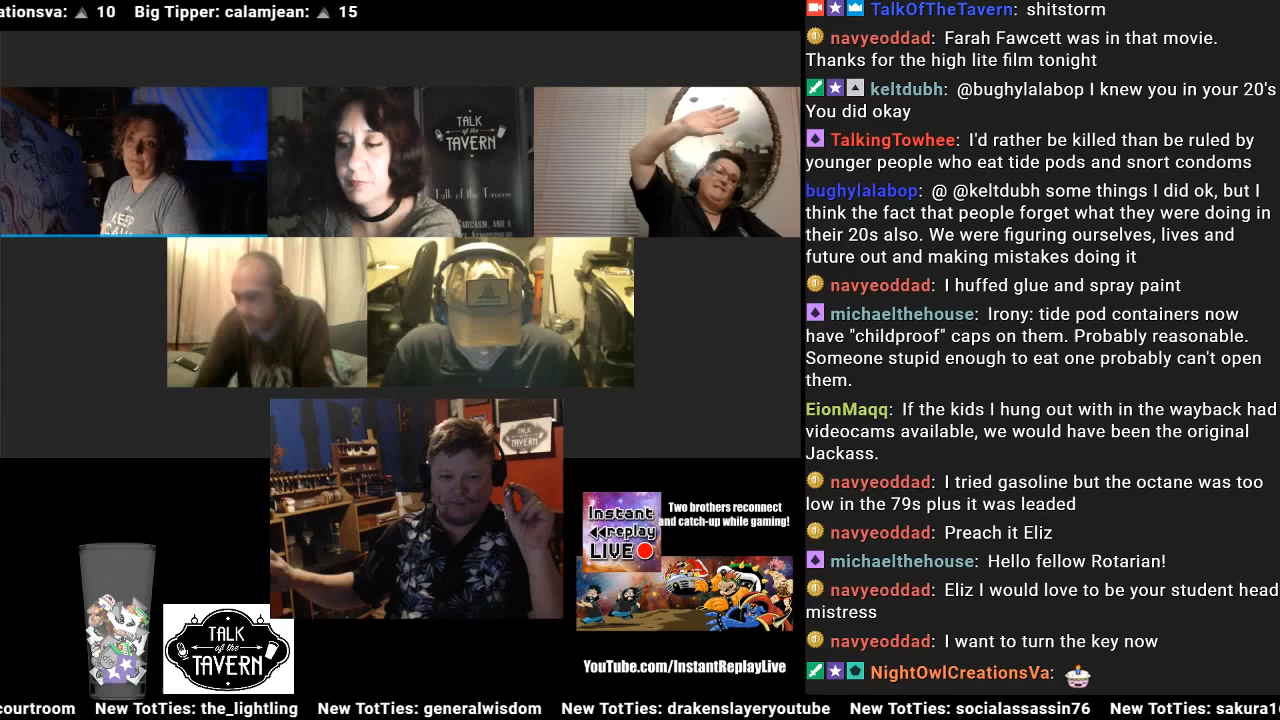 ationsva: 10 Big Tipper: calamjean: 15
TALK
of the
TAVERN
Talk of the Tavern
SARCASM, AND A
KEEP
TALK
of the
TAVERN
Instant
replay
LIVE
Two brothers reconnect
and catch-up while gaming!
YouTube.com/InstantReplayLive
TALK
of the
TAVERN
TalkOfTheTavern: shitstorm
navyeoddad: Farah Fawcett was in that movie.
Thanks for the high lite film tonight
keltdubh: @bughylalabop I knew you in your 20's
You did okay
TalkingTowhee: I'd rather be killed than be ruled by
younger people who eat tide pods and snort condoms
bughylalabop: @ @keltdubh some things I did ok, but I
think the fact that people forget what they were doing in
their 20s also. We were figuring ourselves, lives and
future out and making mistakes doing it
navyeoddad: I huffed glue and spray paint
michaelthehouse: Irony: tide pod containers now
have "childproof" caps on them. Probably reasonable.
Someone stupid enough to eat one probably can't open
them.
EionMaqq: If the kids I hung out with in the wayback had
videocams available, we would have been the original
Jackass.
navyeoddad: I tried gasoline but the octane was too
low in the 79s plus it was leaded
navyeoddad: Preach it Eliz
michaelthehouse: Hello fellow Rotarian!
navyeoddad: Eliz I would love to be your student head
mistress
navyeoddad: I want to turn the key now
NightOwlCreationsVa:
courtroom New TotTies: the_lightling New TotTies: generalwisdom New TotTies: drakenslayeryoutube New TotTies: socialassassin76 New TotTies: sakura1